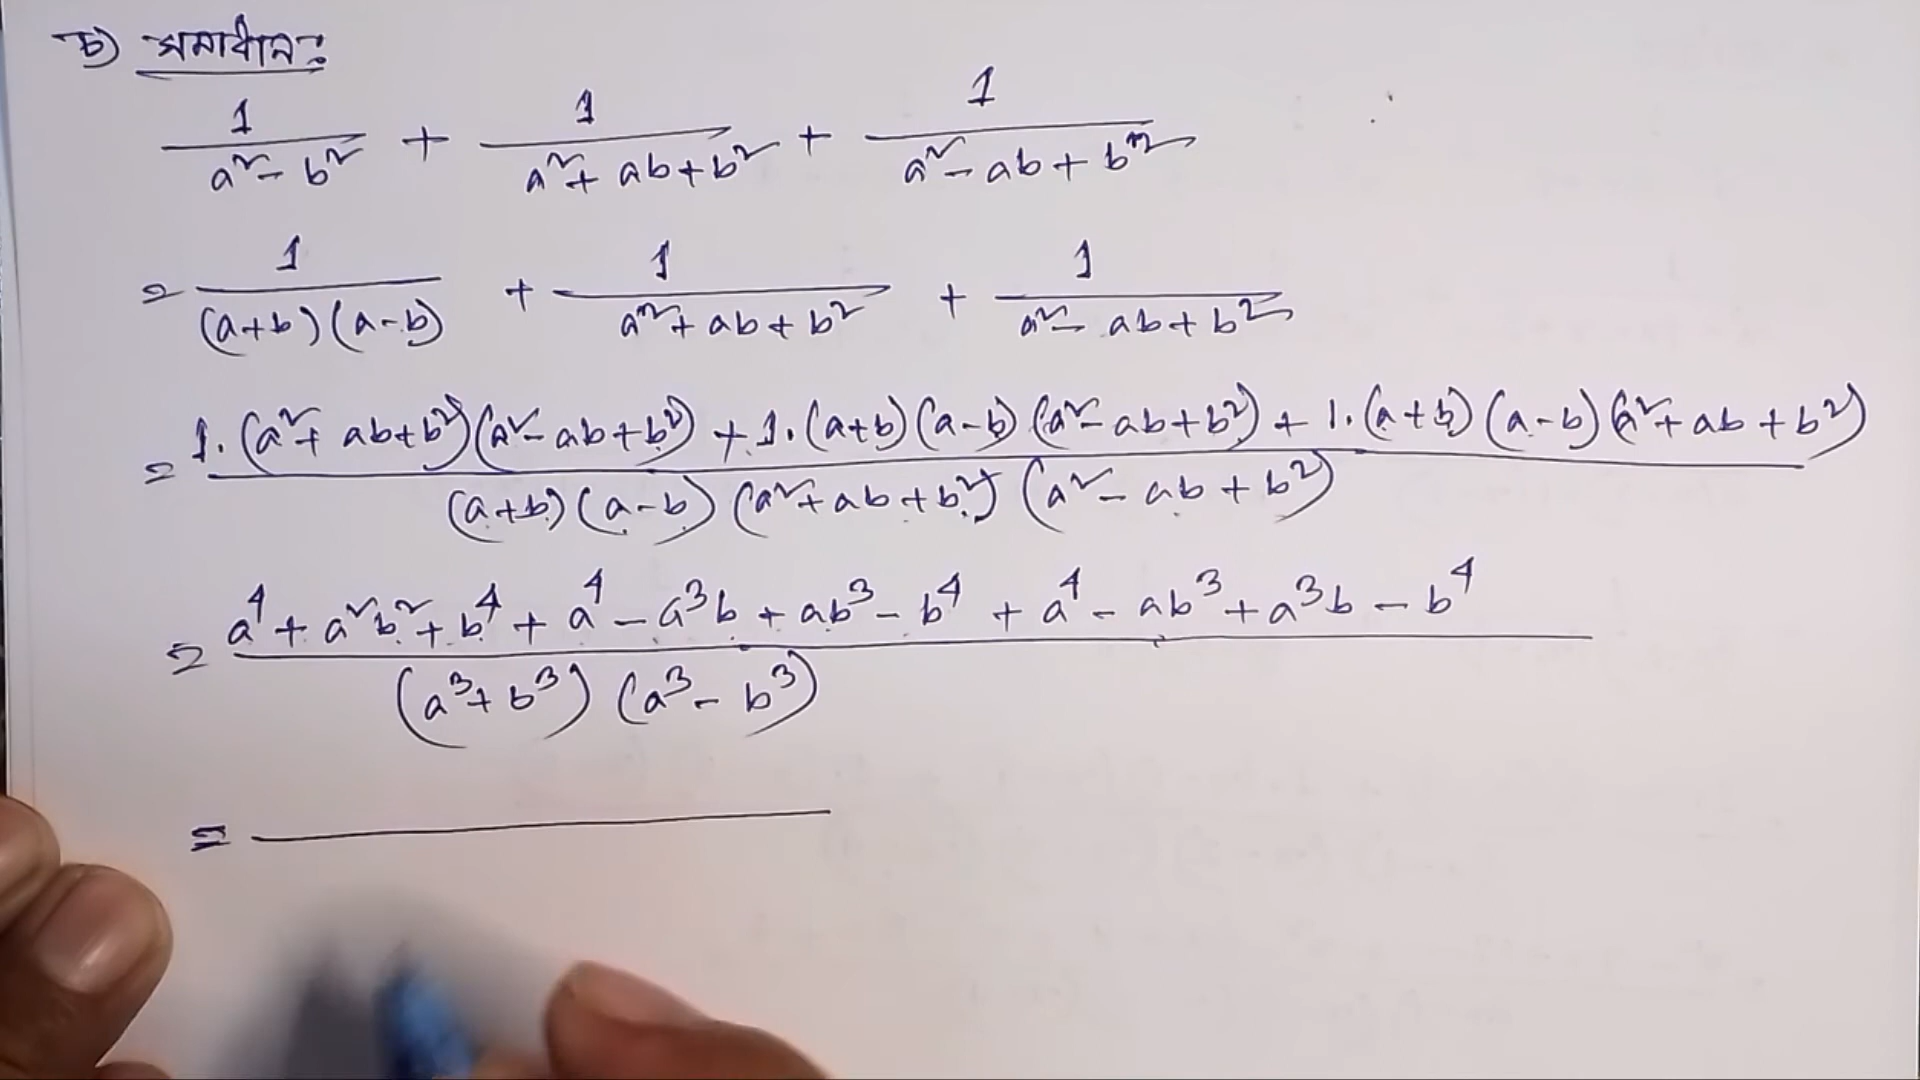 চ) সমাধান:
1/(a²-b²) + 1/(a²+ab+b²) + 1/(a²-ab+b²)
= 1/((a+b)(a-b)) + 1/(a²+ab+b²) + 1/(a²-ab+b²)
= (1.(a²+ab+b²)(a²-ab+b²)+1.(a+b)(a-b)(a²-ab+b²)+1.(a+b)(a-b)(a²+ab+b²))/((a+b)(a-b)(a²+ab+b²)(a²-ab+b²))
= (a⁴+a²b²+b⁴+a⁴-a³b+ab³-b⁴+a⁴-ab³+a³b-b⁴)/((a³+b³)(a³-b³))
=